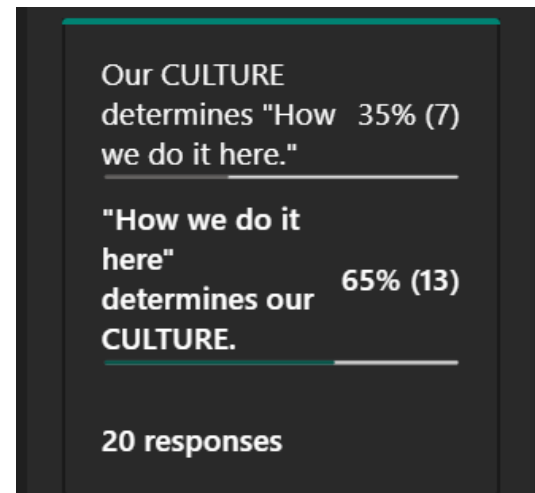 Our CULTURE
determines "How 35% (7)
we do it here."
"How we do it
here"
determines our 65% (13)
CULTURE.
20 responses